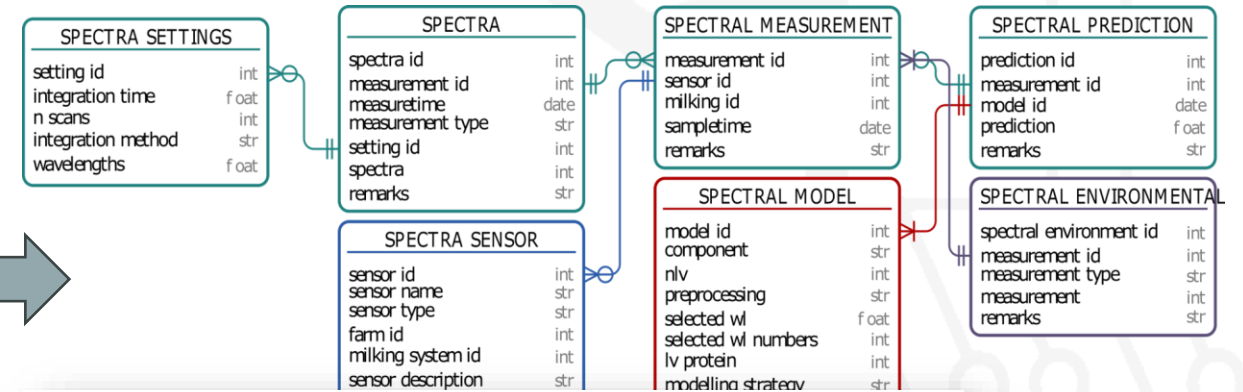 SPECTRA SETTINGS
setting id int
integration time f oat
n scans int
integration method str
wavelengths f oat
SPECTRA
spectra id int
measurement id int
measuretime date
measurement type str
setting id int
spectra int
remarks str
SPECTRA SENSOR
sensor id int
sensor name str
sensor type str
farm id int
milking system id int
sensor description str
SPECTRAL MEASUREMENT
measurement id int
sensor id int
milking id int
sampletime date
remarks str
SPECTRAL MODEL
model id int
component str
nlv int
preprocessing str
selected wl f oat
selected wl numbers int
lv protein int
modelling strategy str
SPECTRAL PREDICTION
prediction id int
measurement id int
model id date
prediction f oat
remarks str
SPECTRAL ENVIRONMENTAL
spectral environment id int
measurement id int
measurement type str
measurement int
remarks str